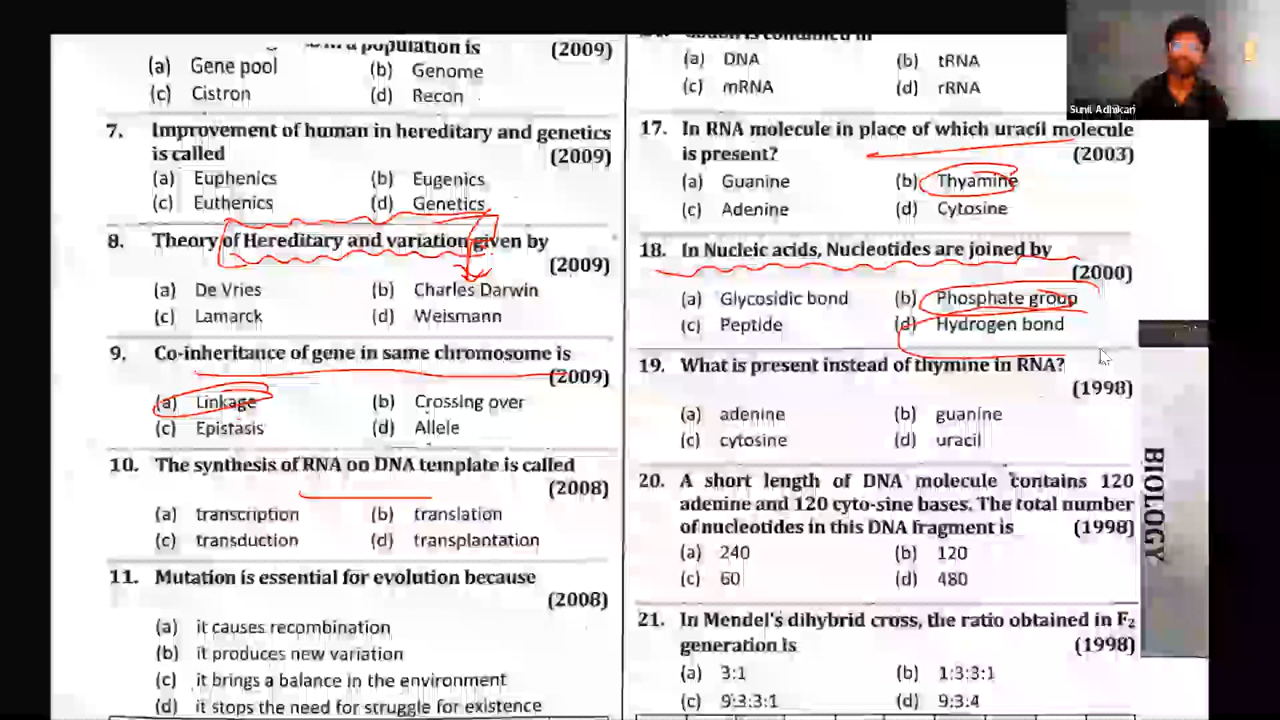 a population is
(2009)
(a) Gene pool (b) Genome
(c) Cistron (d) Recon
7. Improvement of human in hereditary and genetics
is called (2009)
(a) Euphenics (b) Eugenics
(c) Euthenics (d) Genetics
8. Theory of Hereditary and variation given by
(2009)
(a) De Vries (b) Charles Darwin
(c) Lamarck (d) Weismann
9. Co-inheritance of gene in same chromosome is
(2009)
(a) Linkage (b) Crossing over
(c) Epistasis (d) Allele
10. The synthesis of RNA on DNA template is called
(2008)
(a) transcription (b) translation
(c) transduction (d) transplantation
11. Mutation is essential for evolution because
(2008)
(a) it causes recombination
(b) it produces new variation
(c) it brings a balance in the environment
(d) it stops the need for struggle for existence
(a) DNA (b) tRNA
(c) mRNA (d) rRNA
17. In RNA molecule in place of which uracil molecule
is present? (2003)
(a) Guanine (b) Thyamine
(c) Adenine (d) Cytosine
18. In Nucleic acids, Nucleotides are joined by
(2000)
(a) Glycosidic bond (b) Phosphate group
(c) Peptide (d) Hydrogen bond
19. What is present instead of thymine in RNA?
(1998)
(a) adenine (b) guanine
(c) cytosine (d) uracil
20. A short length of DNA molecule contains 120
adenine and 120 cyto-sine bases. The total number
of nucleotides in this DNA fragment is (1998)
(a) 240 (b) 120
(c) 60 (d) 480
21. In Mendel's dihybrid cross, the ratio obtained in F₂
generation is (1998)
(a) 3:1 (b) 1:3:3:1
(c) 9:3:3:1 (d) 9:3:4
BIOLOGY
Sunil Adhikari